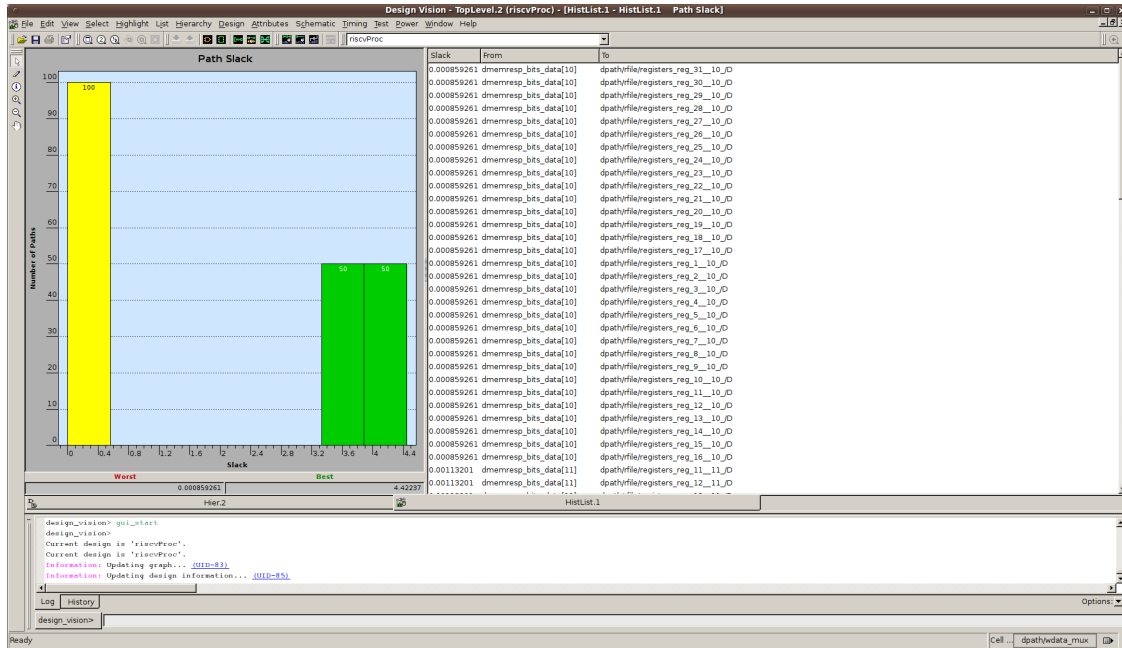 Design Vision - TopLevel.2 (riscvProc) - [HistList.1 - HistList.1 Path Slack]
File Edit View Select Highlight List Hierarchy Design Attributes Schematic Timing Test Power Window Help
riscvProc
Path Slack
100
90
80
70
60
50
40
30
20
10
0
100
50
50
Number of Paths
0 0.4 0.8 1.2 1.6 2 2.4 2.8 3.2 3.6 4 4.4
Slack
Worst Best
0.000859261 4.42237
Slack From To
0.000859261 dmemresp_bits_data[10] dpath/rfile/registers_reg_31__10_/D
0.000859261 dmemresp_bits_data[10] dpath/rfile/registers_reg_30__10_/D
0.000859261 dmemresp_bits_data[10] dpath/rfile/registers_reg_29__10_/D
0.000859261 dmemresp_bits_data[10] dpath/rfile/registers_reg_28__10_/D
0.000859261 dmemresp_bits_data[10] dpath/rfile/registers_reg_27__10_/D
0.000859261 dmemresp_bits_data[10] dpath/rfile/registers_reg_26__10_/D
0.000859261 dmemresp_bits_data[10] dpath/rfile/registers_reg_25__10_/D
0.000859261 dmemresp_bits_data[10] dpath/rfile/registers_reg_24__10_/D
0.000859261 dmemresp_bits_data[10] dpath/rfile/registers_reg_23__10_/D
0.000859261 dmemresp_bits_data[10] dpath/rfile/registers_reg_22__10_/D
0.000859261 dmemresp_bits_data[10] dpath/rfile/registers_reg_21__10_/D
0.000859261 dmemresp_bits_data[10] dpath/rfile/registers_reg_20__10_/D
0.000859261 dmemresp_bits_data[10] dpath/rfile/registers_reg_19__10_/D
0.000859261 dmemresp_bits_data[10] dpath/rfile/registers_reg_18__10_/D
0.000859261 dmemresp_bits_data[10] dpath/rfile/registers_reg_17__10_/D
0.000859261 dmemresp_bits_data[10] dpath/rfile/registers_reg_1__10_/D
0.000859261 dmemresp_bits_data[10] dpath/rfile/registers_reg_2__10_/D
0.000859261 dmemresp_bits_data[10] dpath/rfile/registers_reg_3__10_/D
0.000859261 dmemresp_bits_data[10] dpath/rfile/registers_reg_4__10_/D
0.000859261 dmemresp_bits_data[10] dpath/rfile/registers_reg_5__10_/D
0.000859261 dmemresp_bits_data[10] dpath/rfile/registers_reg_6__10_/D
0.000859261 dmemresp_bits_data[10] dpath/rfile/registers_reg_7__10_/D
0.000859261 dmemresp_bits_data[10] dpath/rfile/registers_reg_8__10_/D
0.000859261 dmemresp_bits_data[10] dpath/rfile/registers_reg_9__10_/D
0.000859261 dmemresp_bits_data[10] dpath/rfile/registers_reg_10__10_/D
0.000859261 dmemresp_bits_data[10] dpath/rfile/registers_reg_11__10_/D
0.000859261 dmemresp_bits_data[10] dpath/rfile/registers_reg_12__10_/D
0.000859261 dmemresp_bits_data[10] dpath/rfile/registers_reg_13__10_/D
0.000859261 dmemresp_bits_data[10] dpath/rfile/registers_reg_14__10_/D
0.000859261 dmemresp_bits_data[10] dpath/rfile/registers_reg_15__10_/D
0.000859261 dmemresp_bits_data[10] dpath/rfile/registers_reg_16__10_/D
0.00113201 dmemresp_bits_data[11] dpath/rfile/registers_reg_11__11_/D
0.00113201 dmemresp_bits_data[11] dpath/rfile/registers_reg_12__11_/D
Hier.2 HistList.1
design_vision> gui_start
design_vision>
Current design is 'riscvProc'.
Current design is 'riscvProc'.
Information: Updating graph... (UID-83)
Information: Updating design information... (UID-85)
Log History Options:
design_vision>
Ready Cell ... dpath/wdata_mux